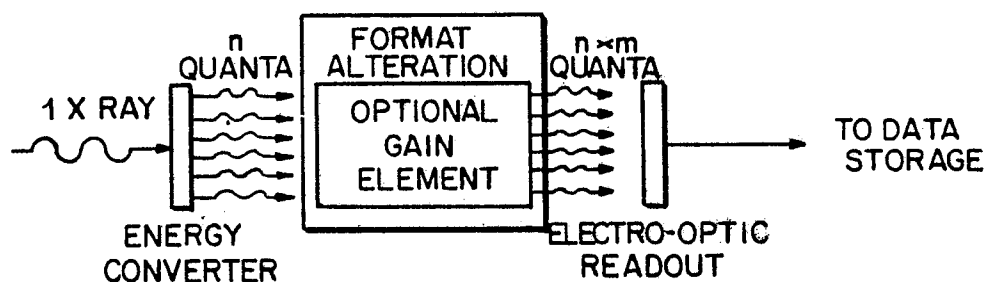 n
QUANTA
FORMAT
ALTERATION
n×m
QUANTA
1 X RAY
OPTIONAL
GAIN
ELEMENT
TO DATA
STORAGE
ENERGY
CONVERTER
ELECTRO-OPTIC
READOUT